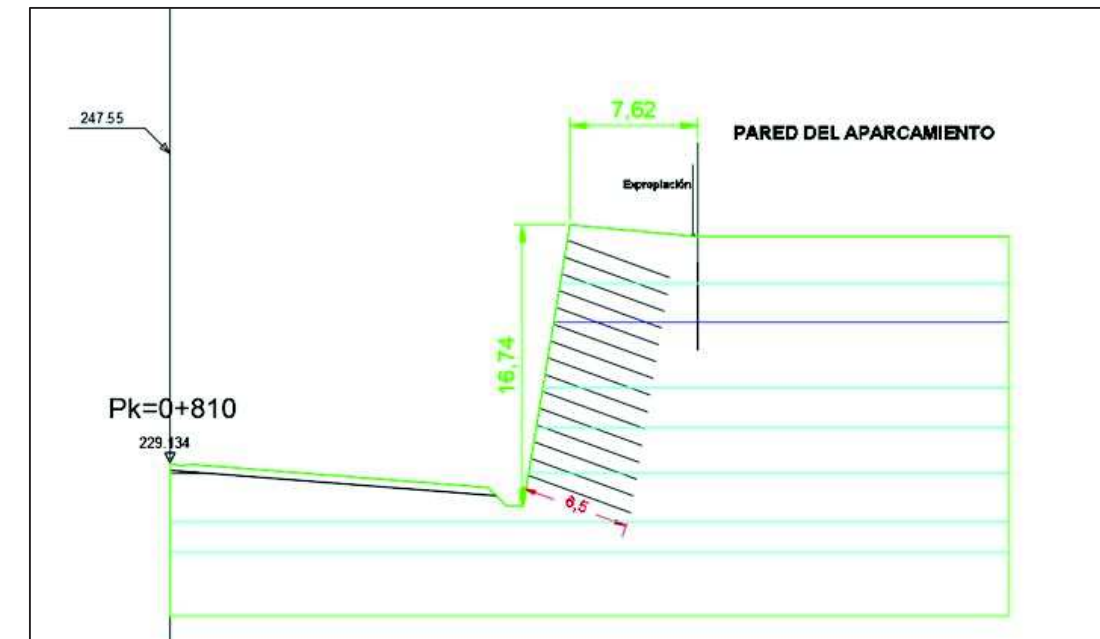 7,62
247.55
PARED DEL APARCAMIENTO
Expropiación
16,74
Pk=0+810
229.134
6,5